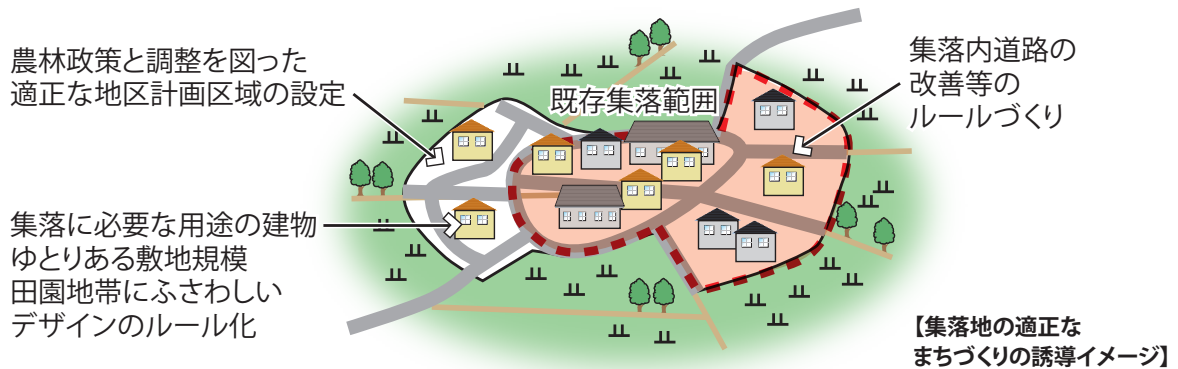 農林政策と調整を図った
適正な地区計画区域の設定
既存集落範囲
集落内道路の
改善等の
ルールづくり
集落に必要な用途の建物
ゆとりある敷地規模
田園地帯にふさわしい
デザインのルール化
【集落地の適正な
まちづくりの誘導イメージ】